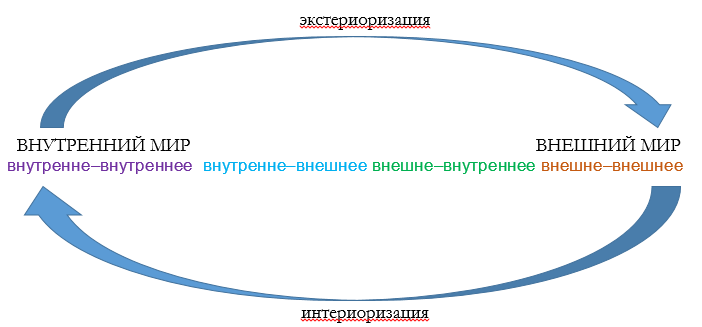 экстериоризация
ВНУТРЕННИЙ МИР ВНЕШНИЙ МИР
внутренне–внутреннее внутренне–внешнее внешне–внутреннее внешне–внешнее
интериоризация